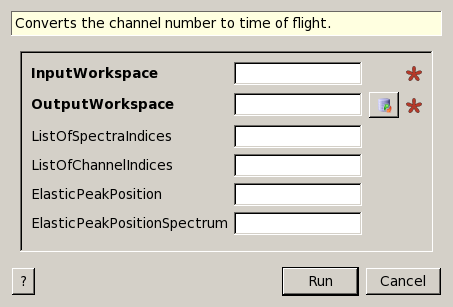 Converts the channel number to time of flight.
InputWorkspace
OutputWorkspace
ListOfSpectraIndices
ListOfChannelIndices
ElasticPeakPosition
ElasticPeakPositionSpectrum
? Run Cancel